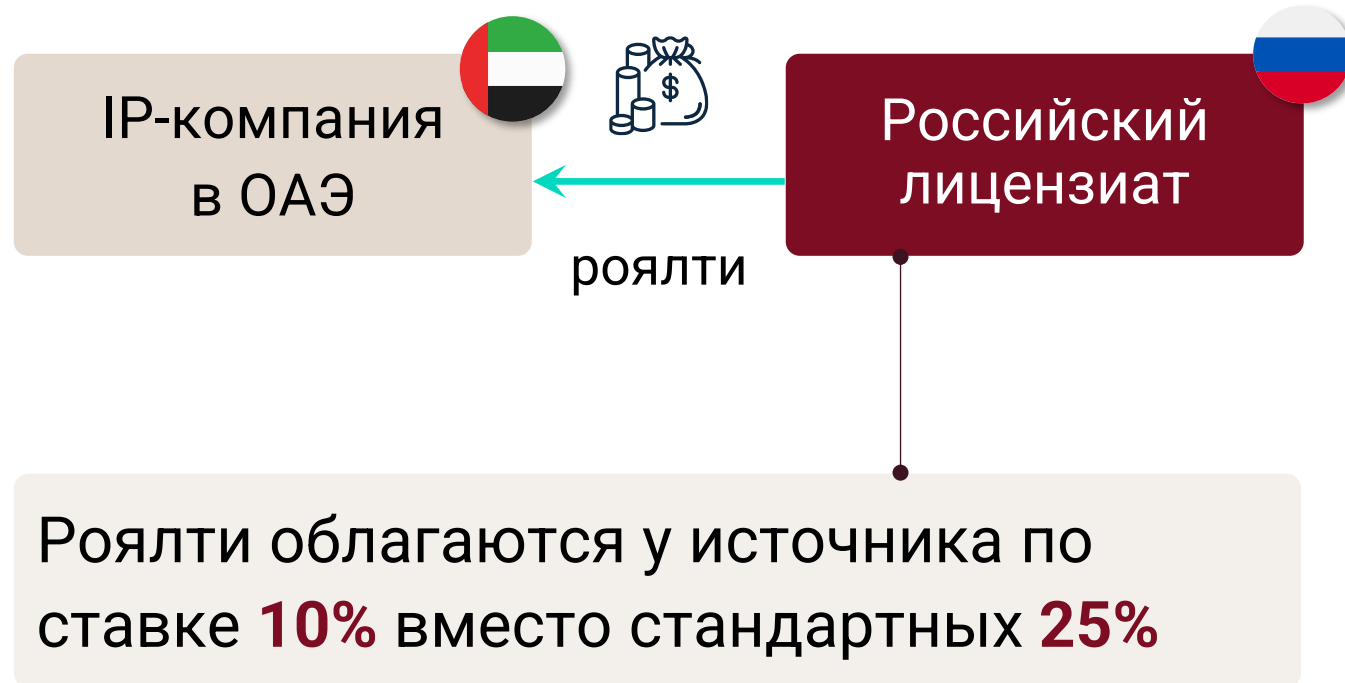 IP-компания
в ОАЭ
$
Российский
лицензиат
роялти
Роялти облагаются у источника по
ставке 10% вместо стандартных 25%